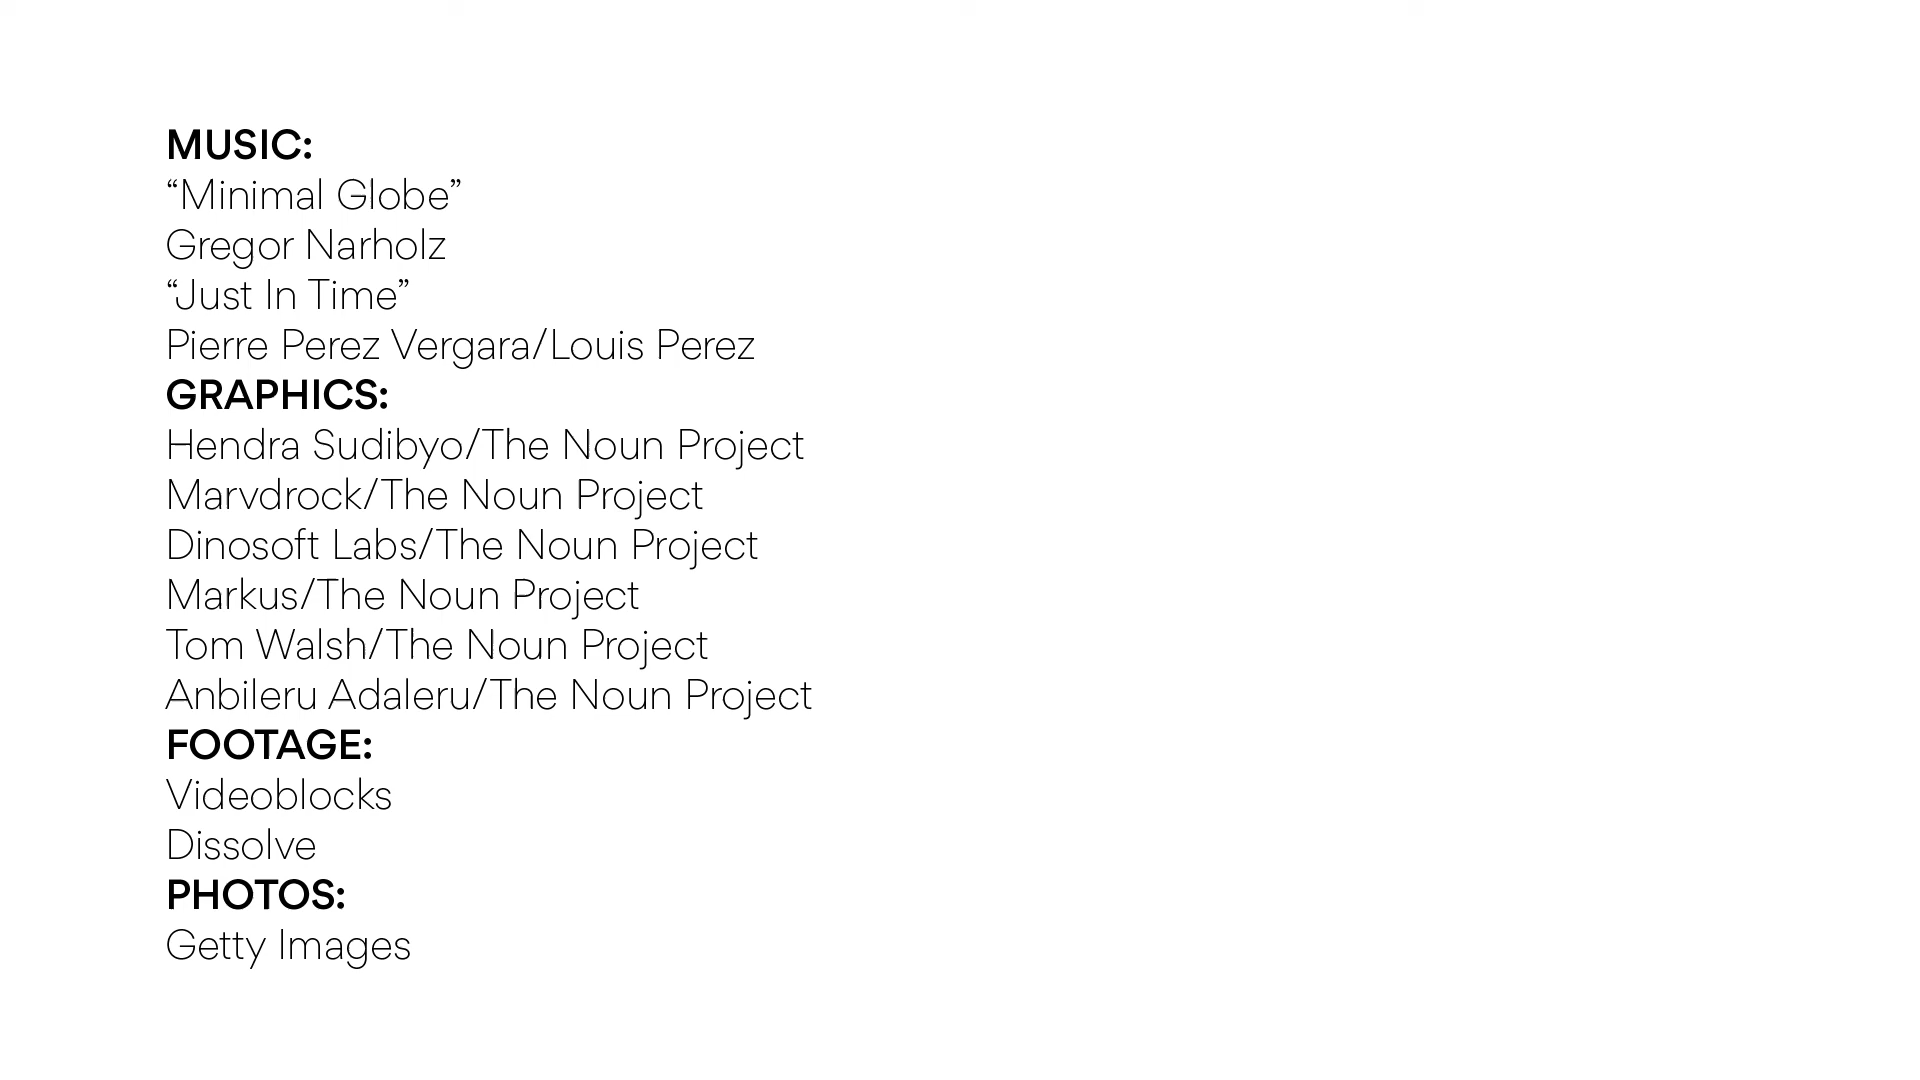 MUSIC:
“Minimal Globe”
Gregor Narholz
“Just In Time”
Pierre Perez Vergara/Louis Perez
GRAPHICS:
Hendra Sudibyo/The Noun Project
Marvdrock/The Noun Project
Dinosoft Labs/The Noun Project
Markus/The Noun Project
Tom Walsh/The Noun Project
Anbileru Adaleru/The Noun Project
FOOTAGE:
Videoblocks
Dissolve
PHOTOS:
Getty Images